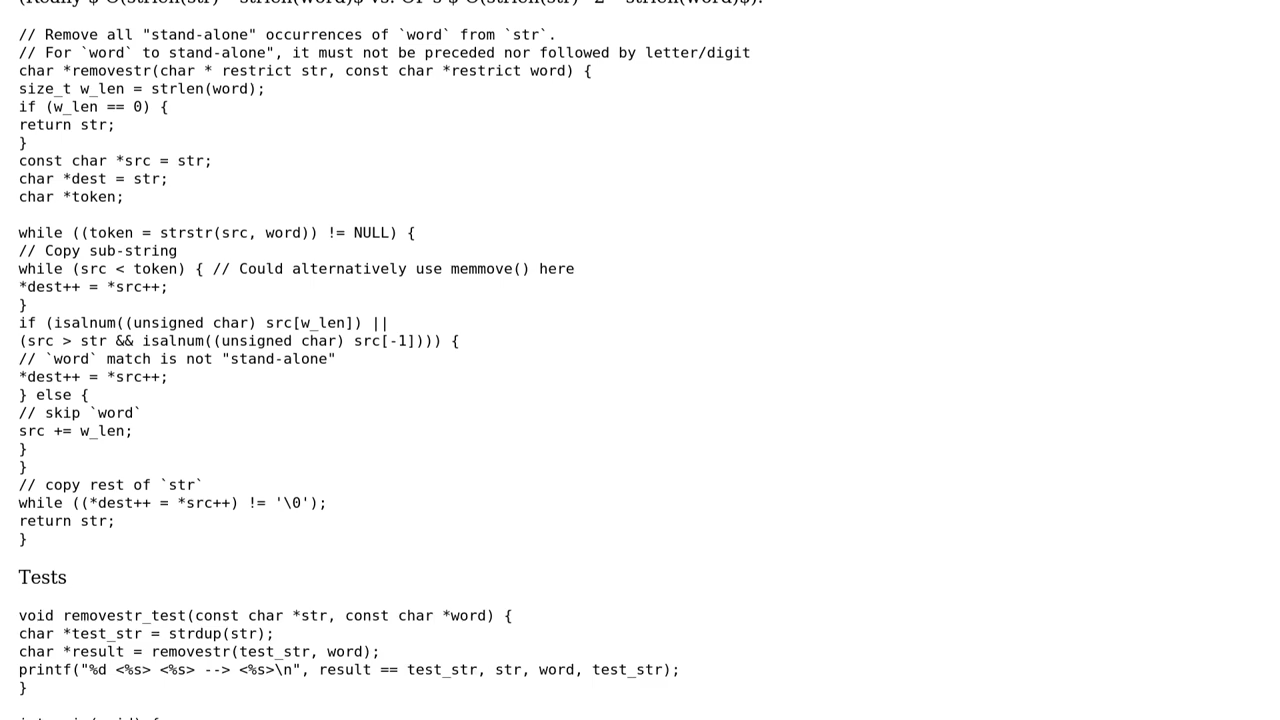 // Remove all "stand-alone" occurrences of `word` from `str`.
// For `word` to stand-alone", it must not be preceded nor followed by letter/digit
char *removestr(char * restrict str, const char *restrict word) {
size_t w_len = strlen(word);
if (w_len == 0) {
return str;
}
const char *src = str;
char *dest = str;
char *token;

while ((token = strstr(src, word)) != NULL) {
// Copy sub-string
while (src < token) { // Could alternatively use memmove() here
*dest++ = *src++;
}
if (isalnum((unsigned char) src[w_len]) ||
(src > str && isalnum((unsigned char) src[-1]))) {
// `word` match is not "stand-alone"
*dest++ = *src++;
} else {
// skip `word`
src += w_len;
}
}
// copy rest of `str`
while ((*dest++ = *src++) != '\0');
return str;
}

Tests

void removestr_test(const char *str, const char *word) {
char *test_str = strdup(str);
char *result = removestr(test_str, word);
printf("%d <%s> <%s> --> <%s>\n", result == test_str, str, word, test_str);
}